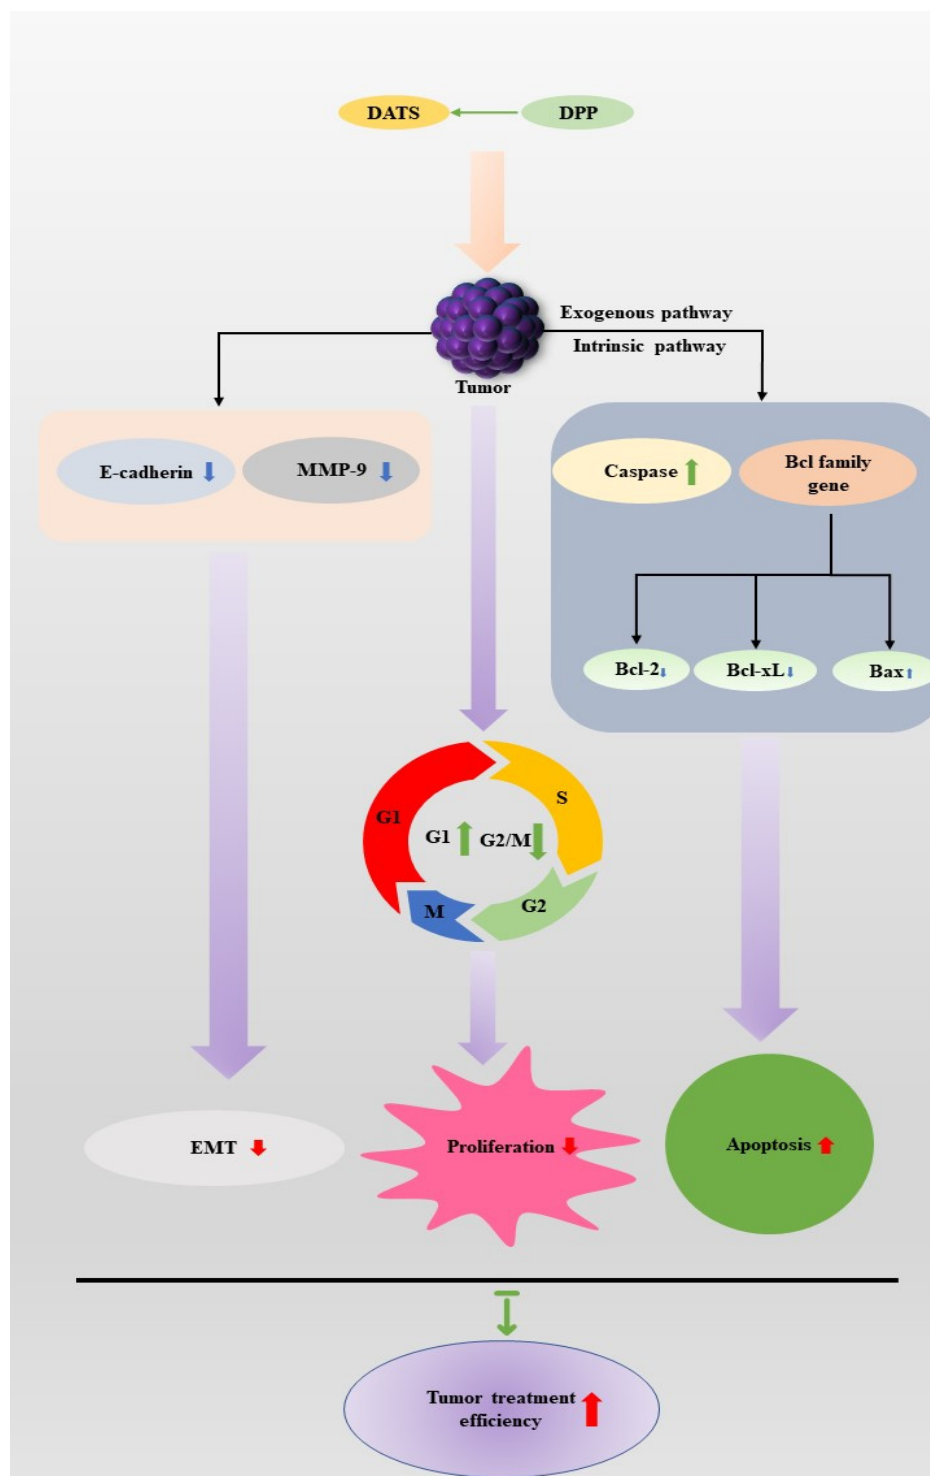 DATS
DPP
Exogenous pathway
Intrinsic pathway
Tumor
E-cadherin
MMP-9
Caspase
Bcl family
gene
Bcl-2
Bcl-xL
Bax
G1
S
G1
G2/M
M
G2
EMT
Proliferation
Apoptosis
Tumor treatment
efficiency